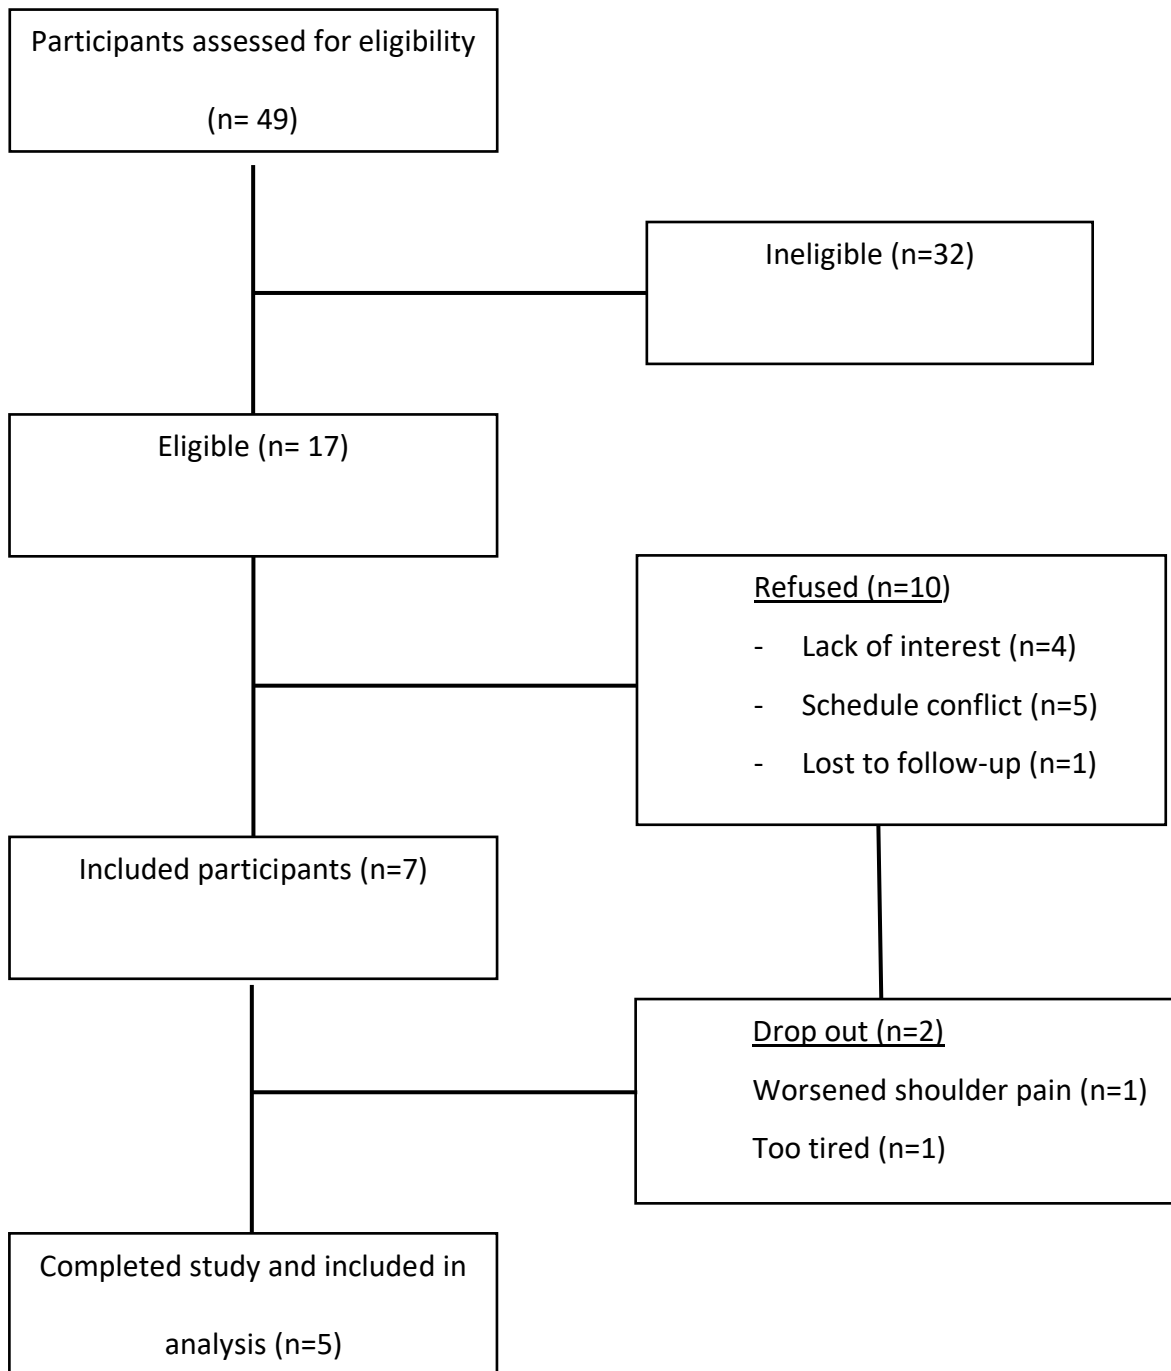 Participants assessed for eligibility
(n= 49)
Ineligible (n=32)
Eligible (n= 17)
Refused (n=10)
- Lack of interest (n=4)
- Schedule conflict (n=5)
- Lost to follow-up (n=1)
Included participants (n=7)
Drop out (n=2)
Worsened shoulder pain (n=1)
Too tired (n=1)
Completed study and included in
analysis (n=5)